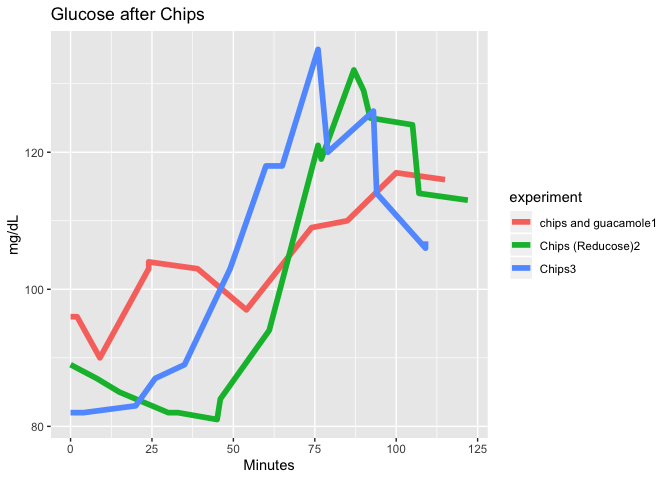 Glucose after Chips
mg/dL
120
100
80
0 25 50 75 100 125
Minutes
experiment
chips and guacamole1
Chips (Reducose)2
Chips3